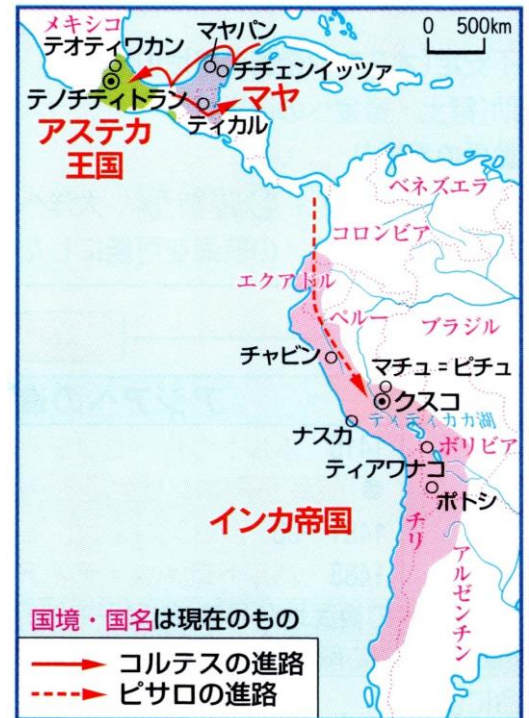 メキシコ
テオティワカン
マヤパン
0 500km
チチェンイッツァ
テノチティトラン
マヤ
ティカル
アステカ
王国
ベネズエラ
コロンビア
エクアドル
ペルー
ブラジル
チャビン
マチュ=ピチュ
クスコ
ティティカカ湖
ナスカ
ボリビア
ティアワナコ
ポトシ
インカ帝国
チリ
アルゼンチン
国境・国名は現在のもの
コルテスの進路
ピサロの進路